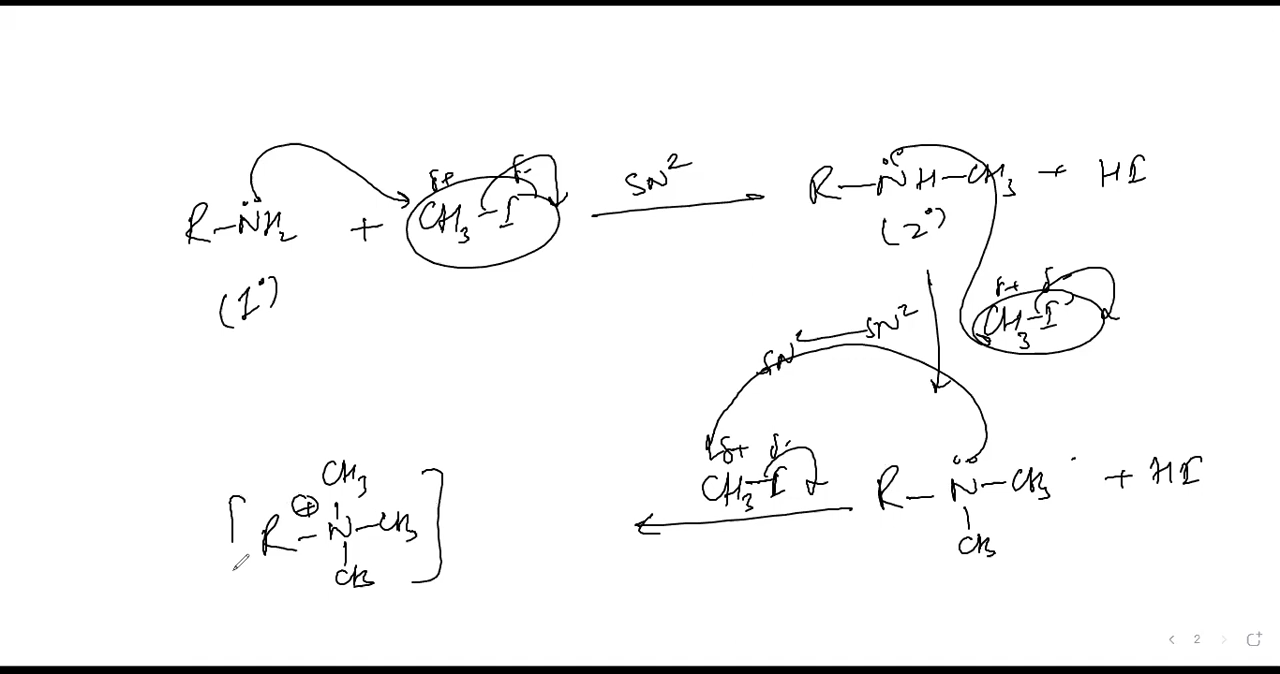 R–N̈H₂ + CH₃–I SN² R–N̈H–CH₃ + HI
δ+ δ-
(1°) (2°)
δ+ δ-
CH₃–I
SN² SN²
δ+ δ-
CH₃–I R–N̈–CH₃ + HI
CH₃
CH₃
[R–N–CH₃]
⊕
CH₃
2